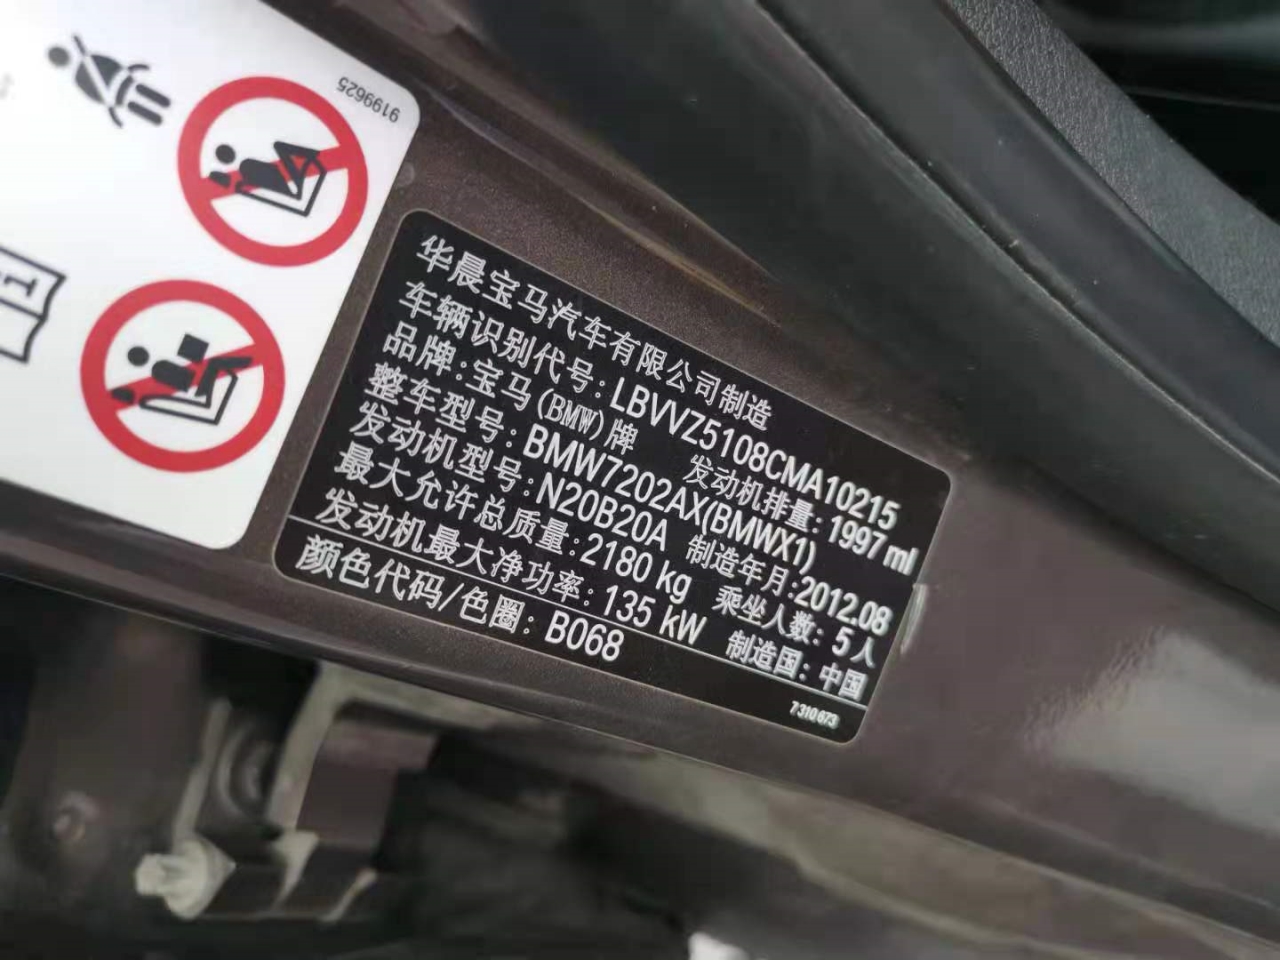 9199625
华晨宝马汽车有限公司制造
车辆识别代号: LBVVZ5108CMA10215
品牌:宝马(BMW)牌 发动机排量: 1997 ml
整车型号: BMW7202AX(BMWX1)
发动机型号:N20B20A 制造年月:2012.08
最大允许总质量:2180 kg 乘坐人数: 5人
发动机最大净功率: 135 kW 制造国: 中国
颜色代码/色圈: B068
7310673